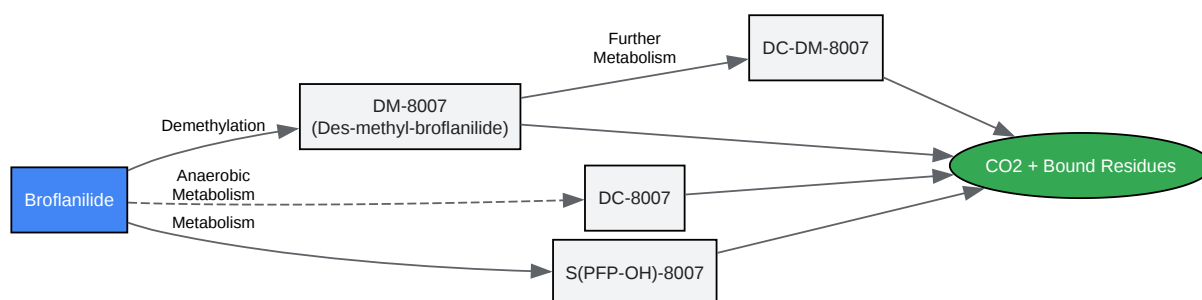 Further
Metabolism
DC-DM-8007
DM-8007
(Des-methyl-broflanilide)
Demethylation
CO2 + Bound Residues
Anaerobic
Metabolism
Broflanilide
DC-8007
Metabolism
S(PFP-OH)-8007